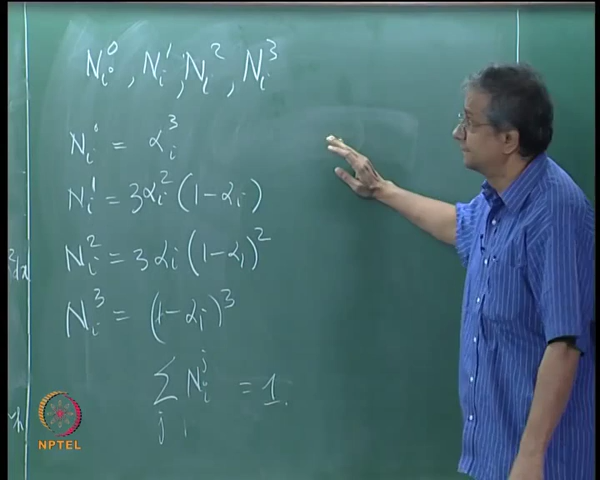 N_i^0, N_i^1, N_i^2, N_i^3
N_i^0 = α_i^3
N_i^1 = 3α_i^2 (1-α_i)
N_i^2 = 3α_i (1-α_i)^2
N_i^3 = (1-α_i)^3
∑_j N_i^j = 1.
NPTEL